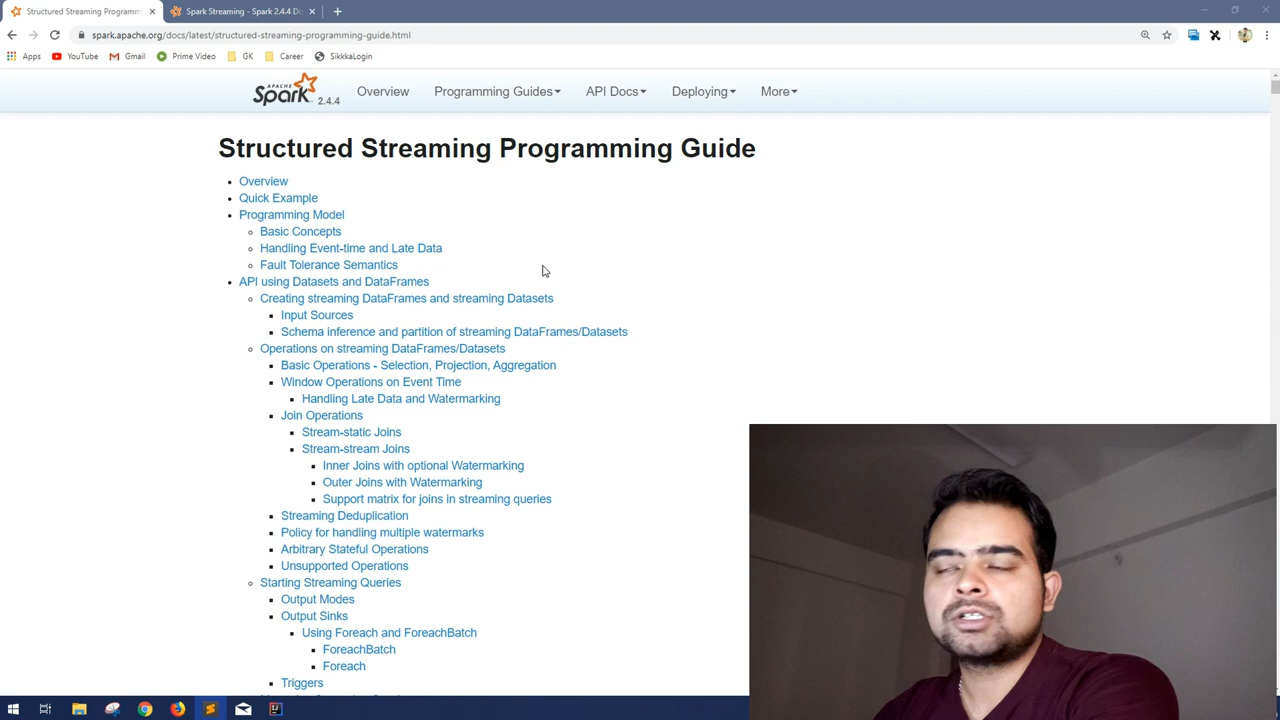 Structured Streaming Programm
Spark Streaming - Spark 2.4.4 Do
spark.apache.org/docs/latest/structured-streaming-programming-guide.html
Apps
YouTube
Gmail
Prime Video
GK
Career
SikkkaLogin
APACHE
Spark 2.4.4
Overview
Programming Guides
API Docs
Deploying
More
Structured Streaming Programming Guide
Overview
Quick Example
Programming Model
Basic Concepts
Handling Event-time and Late Data
Fault Tolerance Semantics
API using Datasets and DataFrames
Creating streaming DataFrames and streaming Datasets
Input Sources
Schema inference and partition of streaming DataFrames/Datasets
Operations on streaming DataFrames/Datasets
Basic Operations - Selection, Projection, Aggregation
Window Operations on Event Time
Handling Late Data and Watermarking
Join Operations
Stream-static Joins
Stream-stream Joins
Inner Joins with optional Watermarking
Outer Joins with Watermarking
Support matrix for joins in streaming queries
Streaming Deduplication
Policy for handling multiple watermarks
Arbitrary Stateful Operations
Unsupported Operations
Starting Streaming Queries
Output Modes
Output Sinks
Using Foreach and ForeachBatch
ForeachBatch
Foreach
Triggers